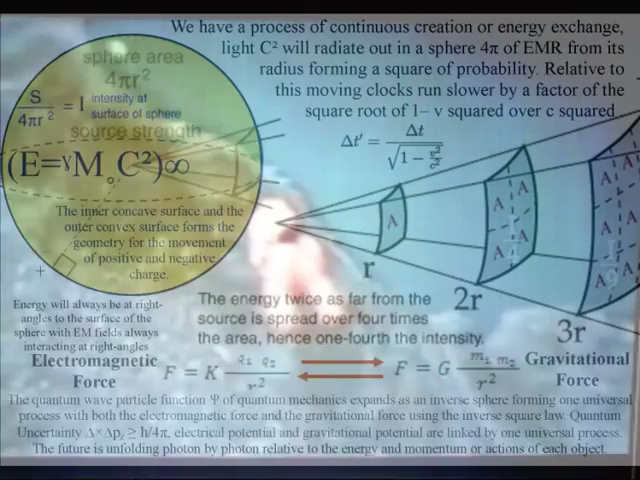 We have a process of continuous creation or energy exchange,
light C² will radiate out in a sphere 4π of EMR from its
radius forming a square of probability. Relative to
this moving clocks run slower by a factor of the
square root of 1– v squared over c squared
Δt' = Δt / √(1 − v²/c²)
sphere area
4πr²
S / 4πr² = I intensity at
surface of sphere
source strength
(E=ˠM₀C²)∞
The inner concave surface and the
outer convex surface forms the
geometry for the movement
of positive and negative
charge.
+
-
A
A A
A A
A A
A A
r
2r
3r
1/4
1/9
Energy will always be at right-
angles to the surface of the
sphere with EM fields always
interacting at right-angles
The energy twice as far from the
source is spread over four times
the area, hence one-fourth the intensity.
Electromagnetic
Force
F = K q₁ q₂ / r²
F = G m₁ m₂ / r²
Gravitational
Force
The quantum wave particle function Ψ of quantum mechanics expands as an inverse sphere forming one universal
process with both the electromagnetic force and the gravitational force using the inverse square law. Quantum
Uncertainty Δ×Δpₓ ≥ h/4π, electrical potential and gravitational potential are linked by one universal process.
The future is unfolding photon by photon relative to the energy and momentum or actions of each object.